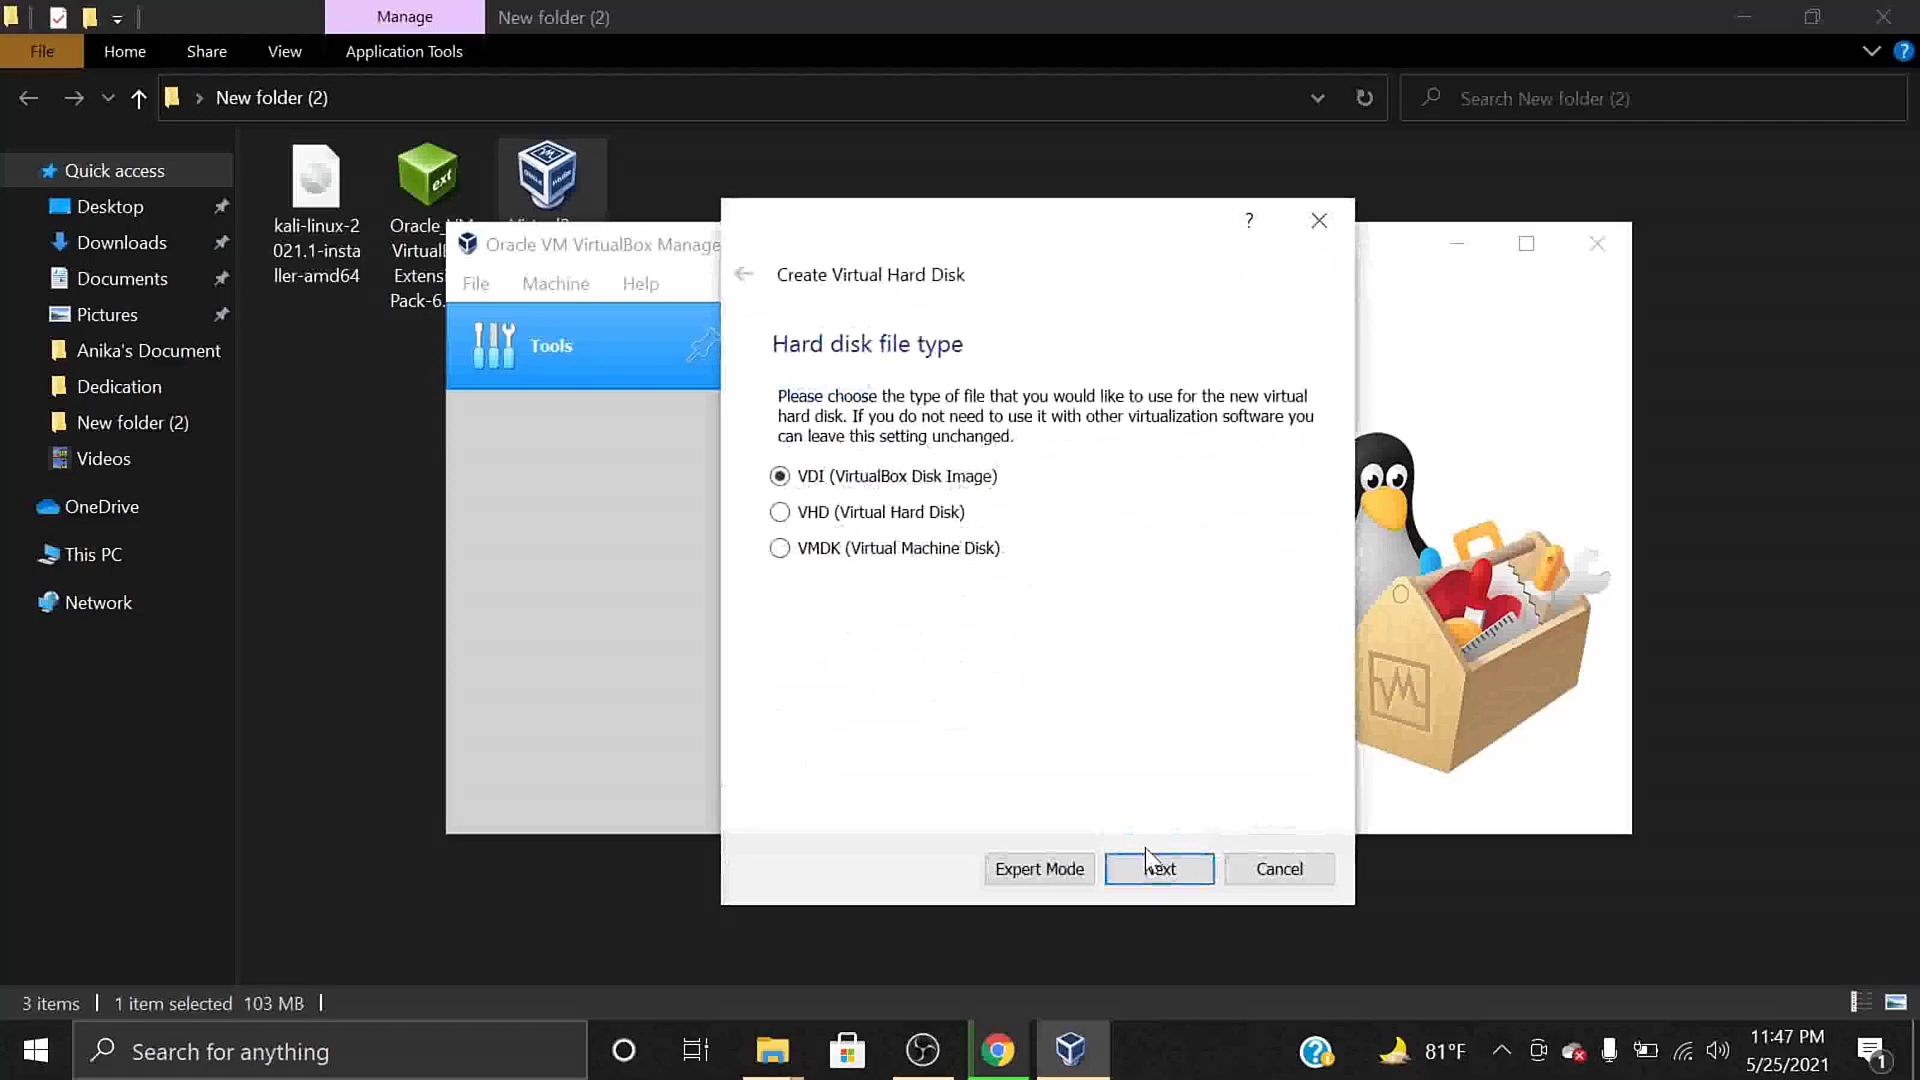 Manage
New folder (2)
File
Home
Share
View
Application Tools
New folder (2)
Search New folder (2)
Quick access
Desktop
Downloads
Documents
Pictures
Anika's Document
Dedication
New folder (2)
Videos
OneDrive
This PC
Network
kali-linux-2
021.1-insta
ller-amd64
ext
Oracle_VM
VirtualB
Extens
Pack-6.
Oracle VM VirtualBox Manage
File
Machine
Help
Tools
?
Create Virtual Hard Disk
Hard disk file type
Please choose the type of file that you would like to use for the new virtual
hard disk. If you do not need to use it with other virtualization software you
can leave this setting unchanged.
VDI (VirtualBox Disk Image)
VHD (Virtual Hard Disk)
VMDK (Virtual Machine Disk)
Expert Mode
Next
Cancel
3 items
1 item selected 103 MB
Search for anything
81°F
11:47 PM
5/25/2021
1